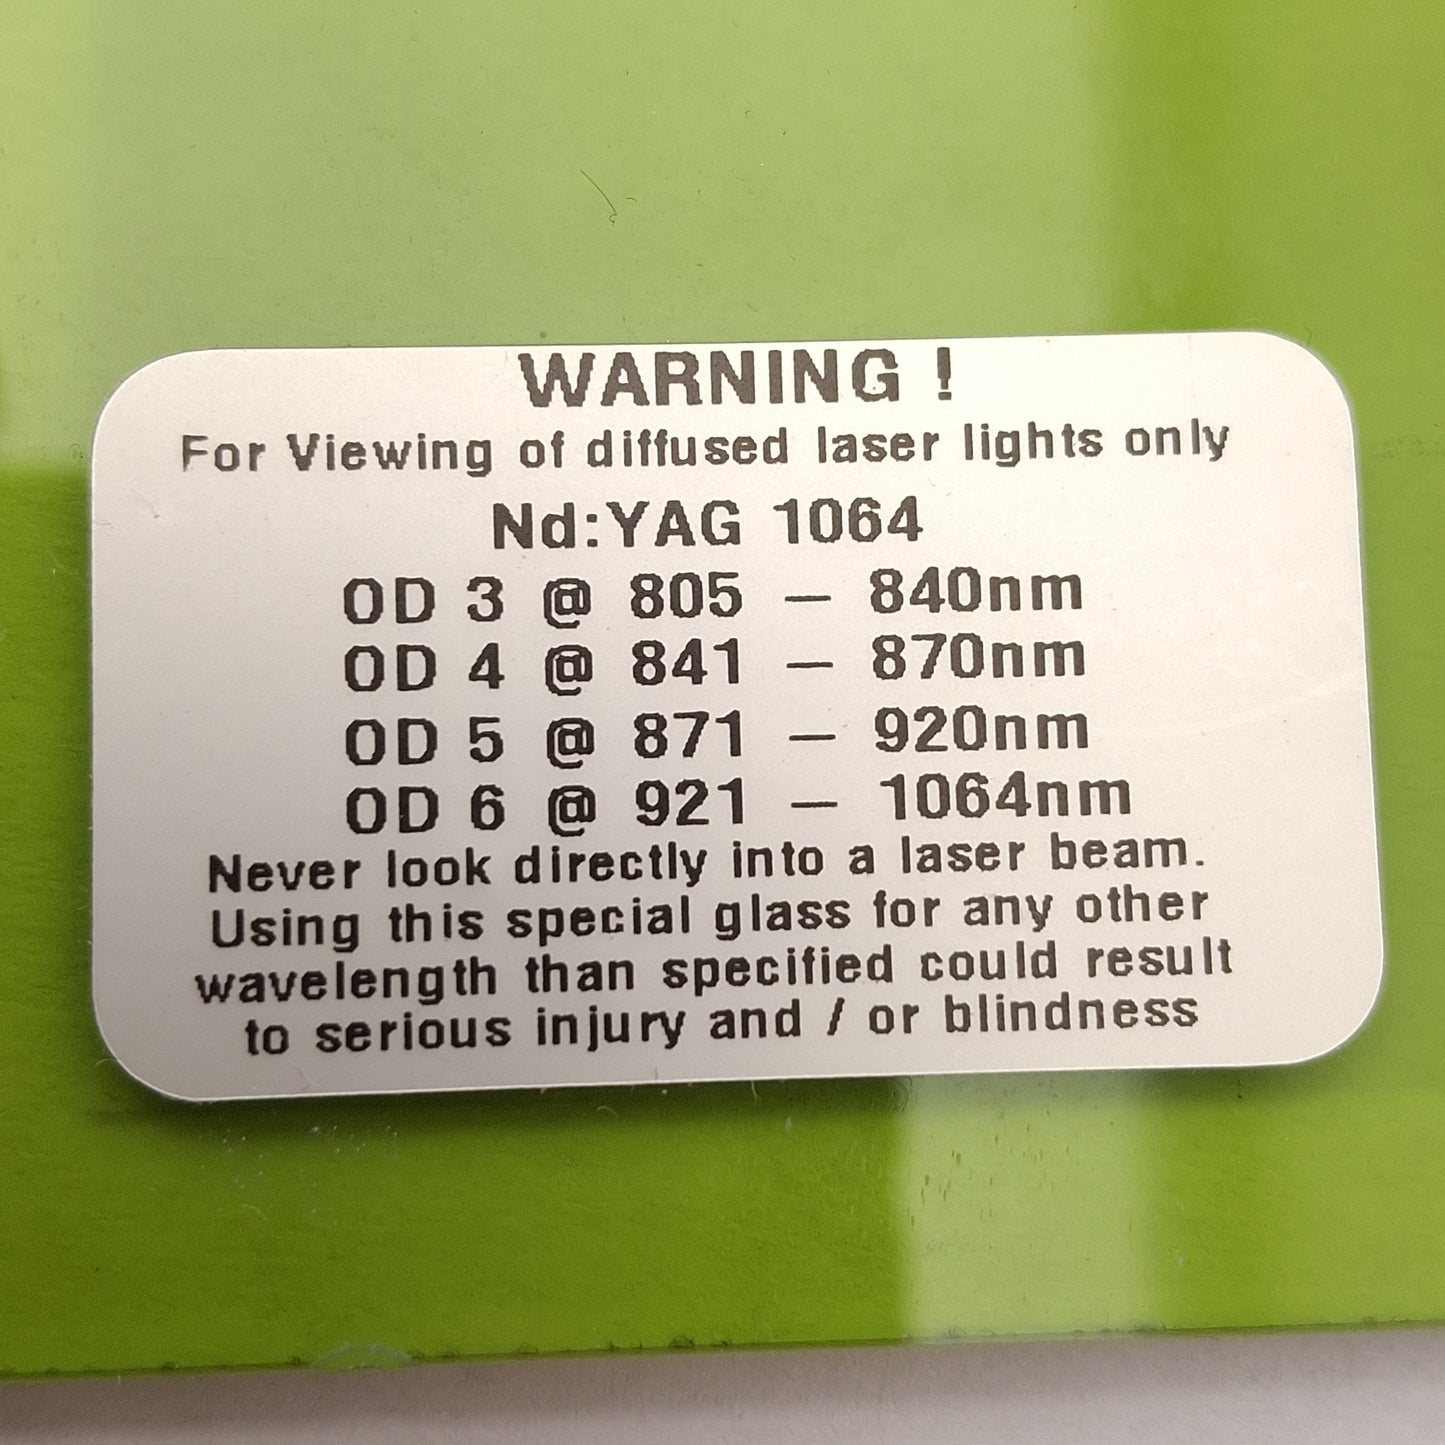 WARNING !
For Viewing of diffused laser lights only
Nd:YAG 1064
OD 3 @ 805 – 840nm
OD 4 @ 841 – 870nm
OD 5 @ 871 – 920nm
OD 6 @ 921 – 1064nm
Never look directly into a laser beam.
Using this special glass for any other
wavelength than specified could result
to serious injury and / or blindness